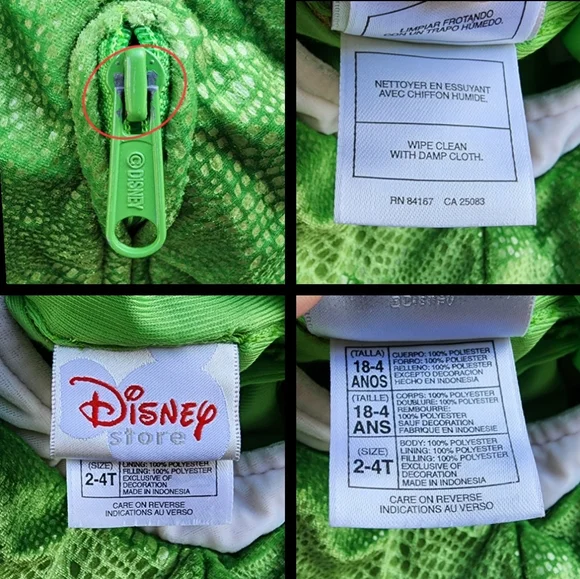 ©DISNEY
LIMPIAR FROTANDO
CON UN TRAPO HÚMEDO.
NETTOYER EN ESSUYANT
AVEC CHIFFON HUMIDE.
WIPE CLEAN
WITH DAMP CLOTH.
RN 84167 CA 25083
DISNEY
store
(SIZE)
2-4T
LINING: 100% POLYESTER
FILLING: 100% POLYESTER
EXCLUSIVE OF
DECORATION
MADE IN INDONESIA
CARE ON REVERSE
INDICATIONS AU VERSO
(TALLA)
18-4
ANOS
CUERPO: 100% POLIESTER
FORRO: 100% POLIESTER
RELLENO: 100% POLIESTER
EXCEPTO DECORACION
HECHO EN INDONESIA
(TAILLE)
18-4
ANS
CORPS: 100% POLYESTER
DOUBLURE: 100% POLYESTER
REMBOURRE:
100% POLYESTER
SAUF DECORATION
FABRIQUE EN INDONESIE
(SIZE)
2-4T
BODY: 100% POLYESTER
LINING: 100% POLYESTER
FILLING: 100% POLYESTER
EXCLUSIVE OF
DECORATION
MADE IN INDONESIA
CARE ON REVERSE
INDICATIONS AU VERSO